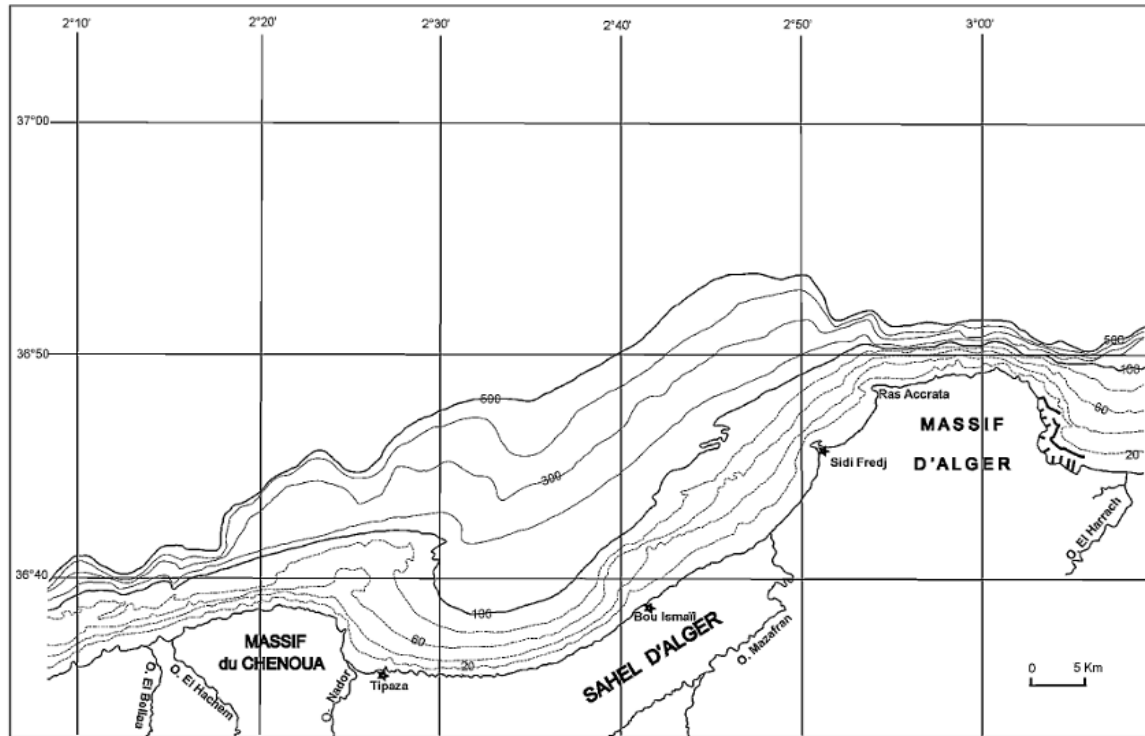 2°10'
2°20'
2°30'
2°40'
2°50'
3°00'
37°00
36°50
500
500
100
Ras Accrata
60
MASSIF
D'ALGER
Sidi Fredj
20
300
O. El Harrach
36°40
100
Bou Ismaïl
60
MASSIF
du CHENOUA
20
SAHEL D'ALGER
O. Mazafran
Tipaza
O. Nador
O. El Hachem
O. El Bellaa
0 5 Km